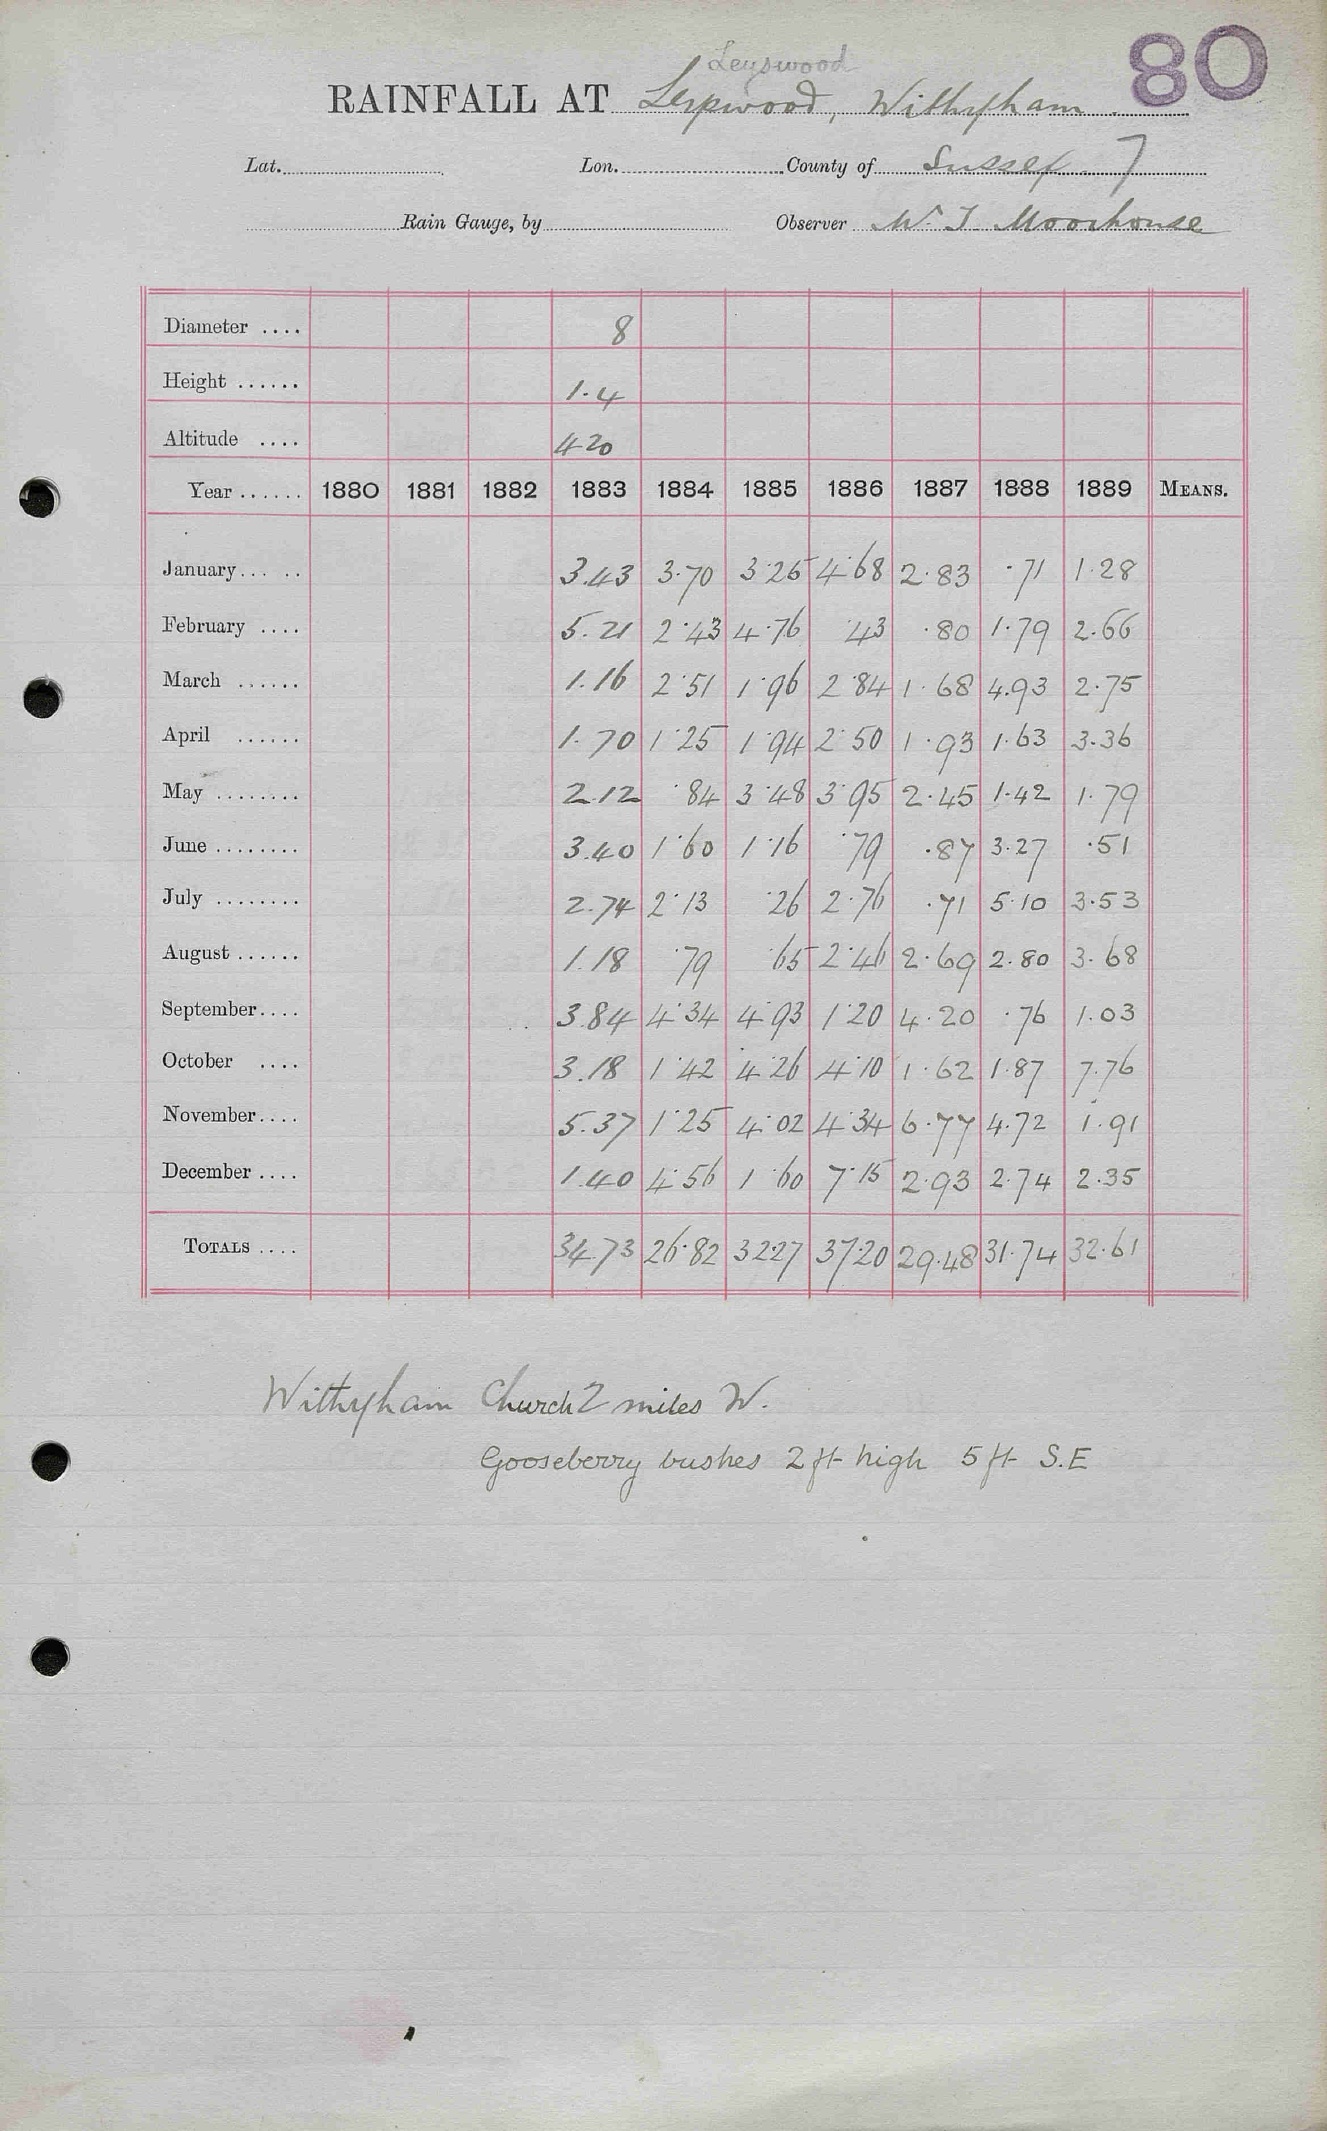 80
Leyswood
RAINFALL AT Leyswood, Withyham
Lat. Lon. County of Sussex. 7
Rain Gauge, by Observer W. J. Moorhouse
Diameter .... 8
Height ...... 1.4
Altitude .... 420
Year ...... 1880 1881 1882 1883 1884 1885 1886 1887 1888 1889 MEANS.
January... .. 3.43 3.70 3.25 4.68 2.83 .71 1.28
February .... 5.21 2.43 4.76 .43 .80 1.79 2.66
March ...... 1.16 2.51 1.96 2.84 1.68 4.93 2.75
April ...... 1.70 1.25 1.94 2.50 1.93 1.63 3.36
May ........ 2.12 .84 3.48 3.95 2.45 1.42 1.79
June ........ 3.40 1.60 1.16 .79 .87 3.27 .51
July ........ 2.74 2.13 .26 2.76 .71 5.10 3.53
August ...... 1.18 .79 .65 2.46 2.69 2.80 3.68
September.... 3.84 4.34 4.93 1.20 4.20 .76 1.03
October .... 3.18 1.42 4.26 4.10 1.62 1.87 7.76
November.... 5.37 1.25 4.02 4.34 6.77 4.72 1.91
December .... 1.40 4.56 1.60 7.15 2.93 2.74 2.35
TOTALS .... 34.73 26.82 32.27 37.20 29.48 31.74 32.61
Withyham Church 2 miles W.
Gooseberry bushes 2 ft high 5 ft S.E